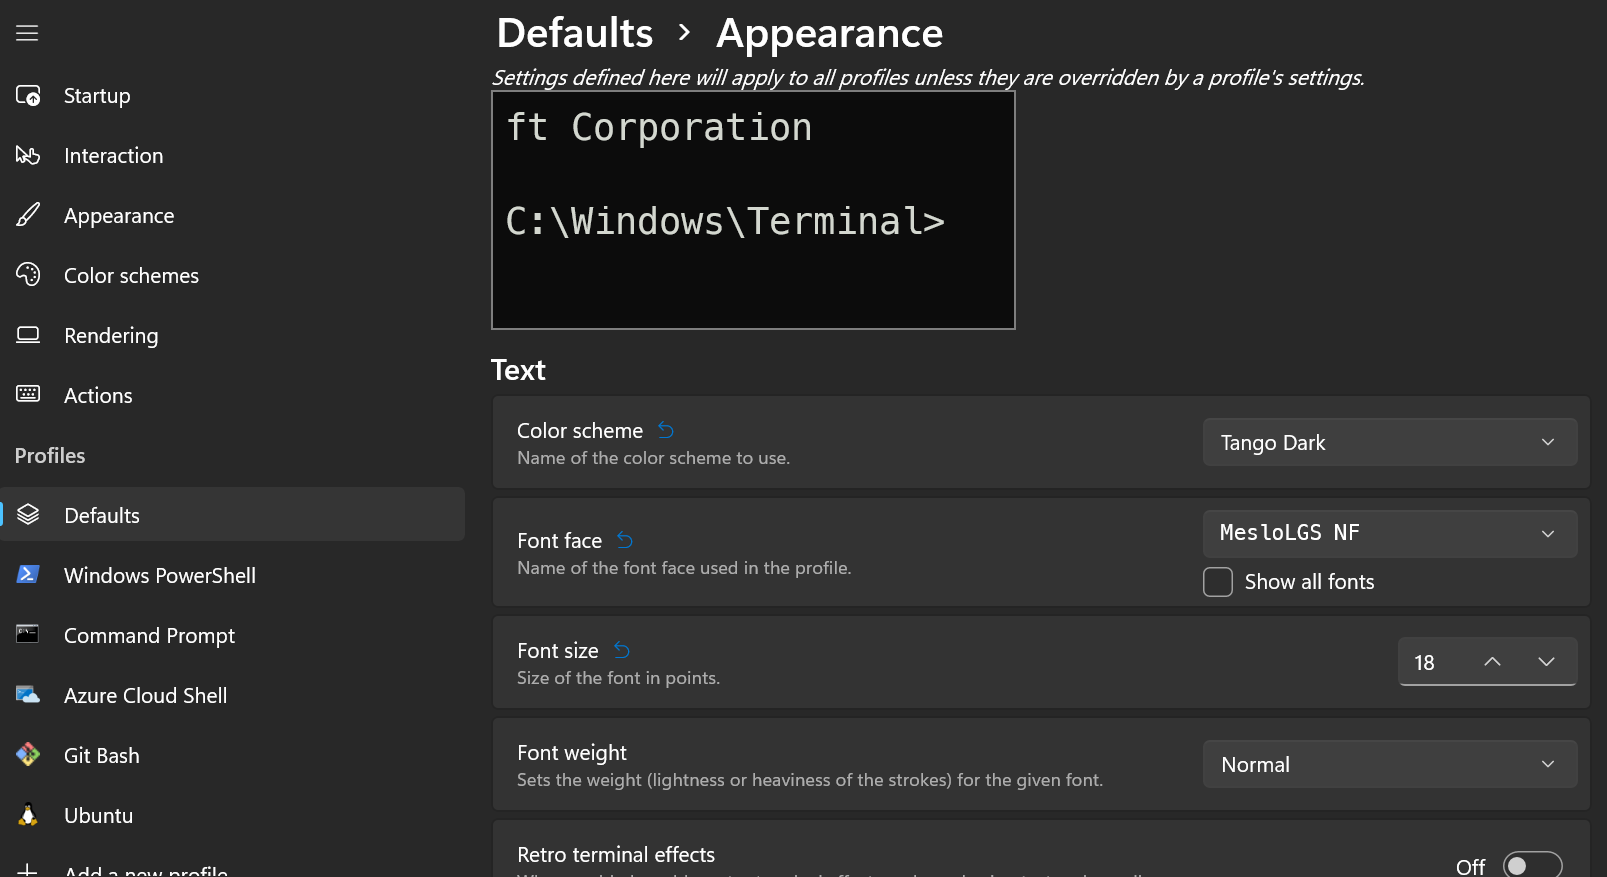 Startup
Interaction
Appearance
Color schemes
Rendering
Actions
Profiles
Defaults
Windows PowerShell
Command Prompt
Azure Cloud Shell
Git Bash
Ubuntu
Add a new profile
Defaults > Appearance
Settings defined here will apply to all profiles unless they are overridden by a profile's settings.
ft Corporation
C:\Windows\Terminal>
Text
Color scheme
Name of the color scheme to use.
Tango Dark
Font face
Name of the font face used in the profile.
MesloLGS NF
Show all fonts
Font size
Size of the font in points.
18
Font weight
Sets the weight (lightness or heaviness of the strokes) for the given font.
Normal
Retro terminal effects
Off